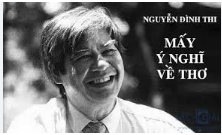 NGUYỄN ĐÌNH THI
MẤY
Ý NGHĨ
VỀ THƠ